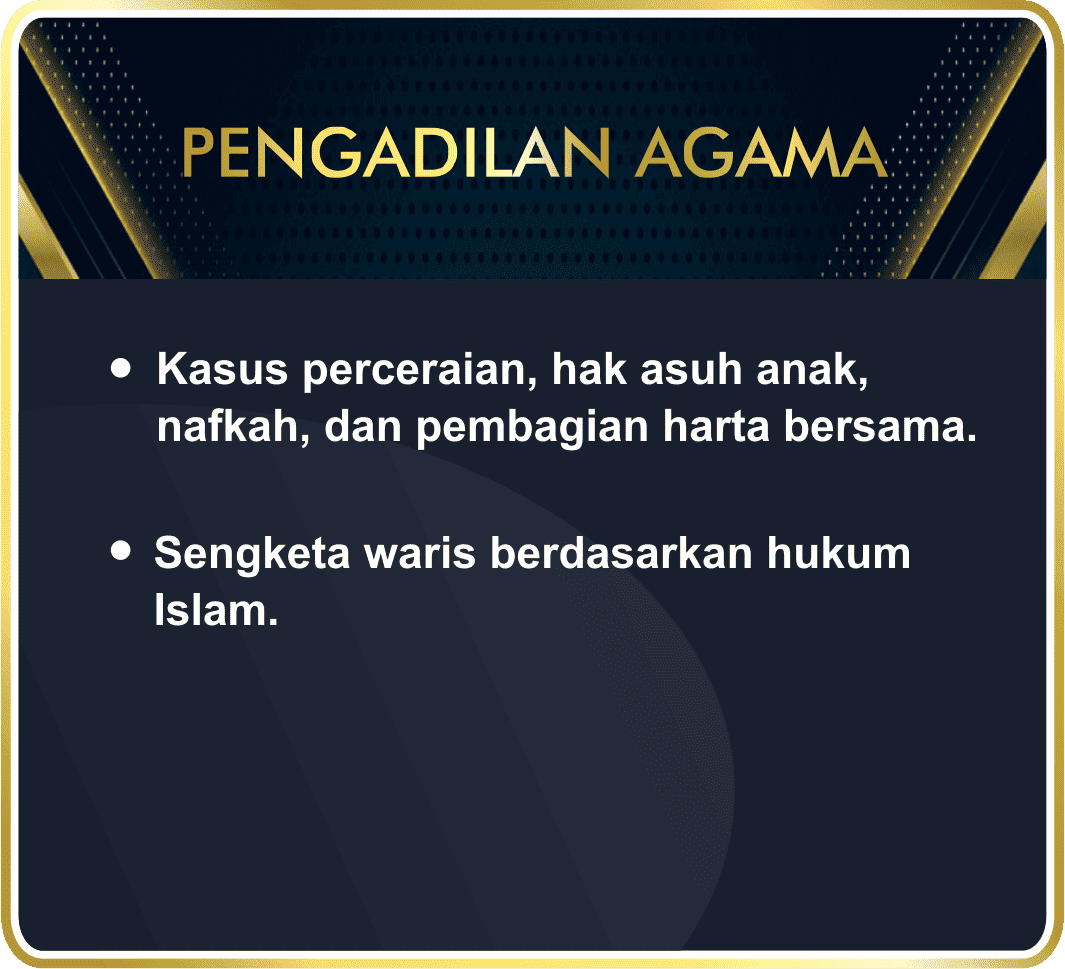 PENGADILAN AGAMA
• Kasus perceraian, hak asuh anak,
nafkah, dan pembagian harta bersama.
• Sengketa waris berdasarkan hukum
Islam.